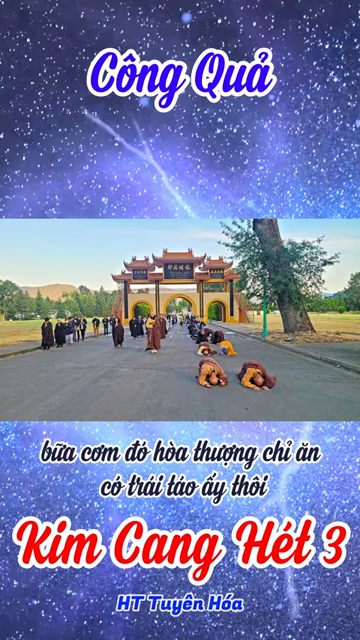 Công Quả
bữa cơm đó hòa thượng chỉ ăn
có trái táo ấy thôi
Kim Cang Hét 3
HT Tuyên Hóa